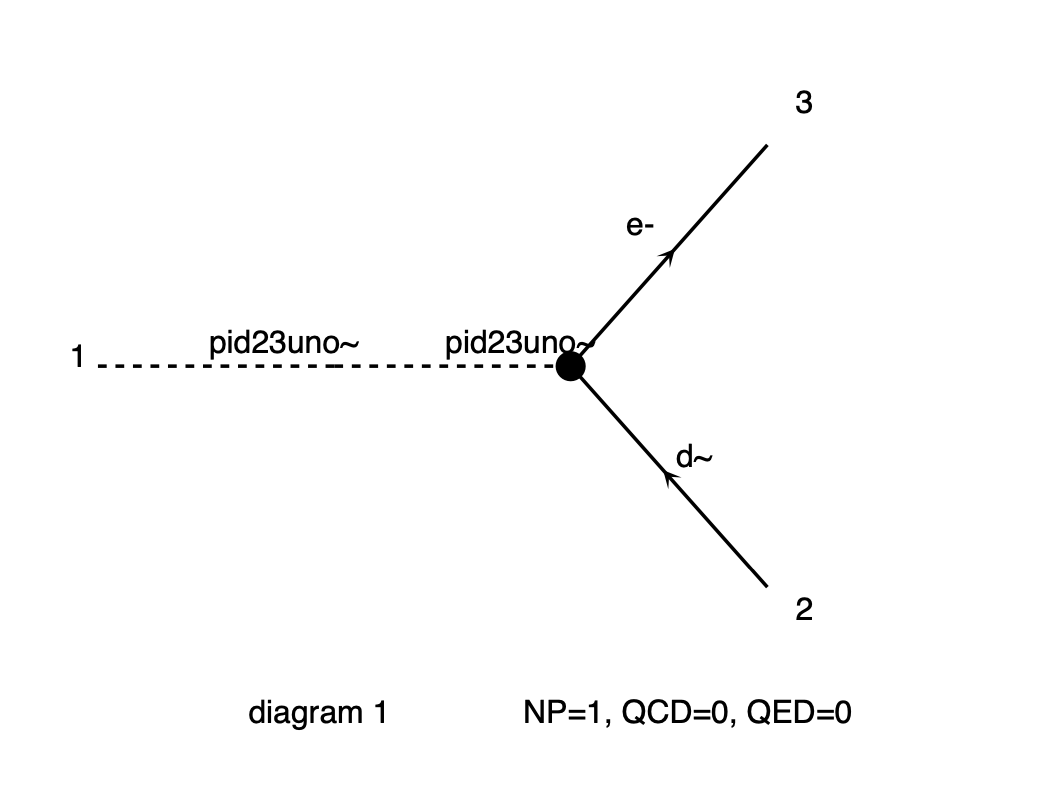 3
e-
1 pid23uno~ pid23uno~
d~
2
diagram 1 NP=1, QCD=0, QED=0